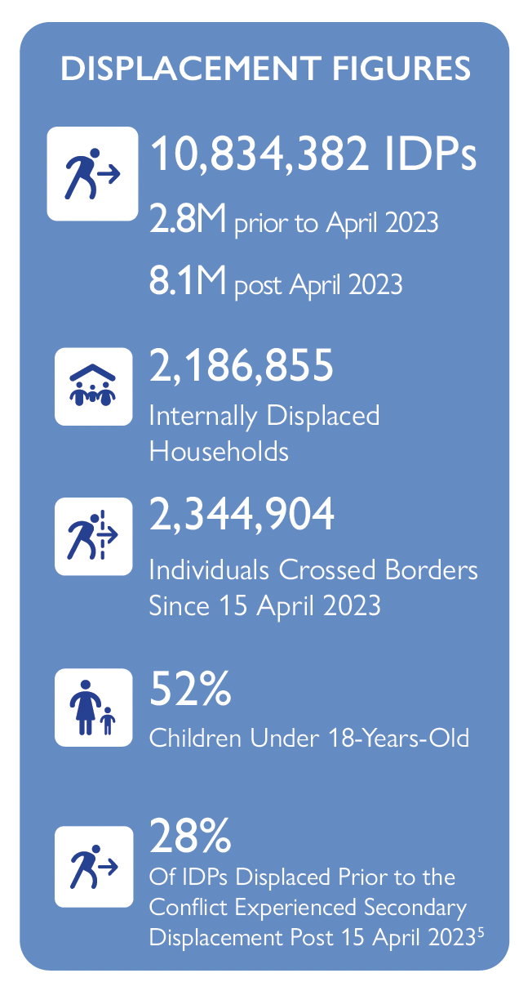 DISPLACEMENT FIGURES
10,834,382 IDPs
2.8M prior to April 2023
8.1M post April 2023
2,186,855
Internally Displaced
Households
2,344,904
Individuals Crossed Borders
Since 15 April 2023
52%
Children Under 18-Years-Old
28%
Of IDPs Displaced Prior to the
Conflict Experienced Secondary
Displacement Post 15 April 2023⁵